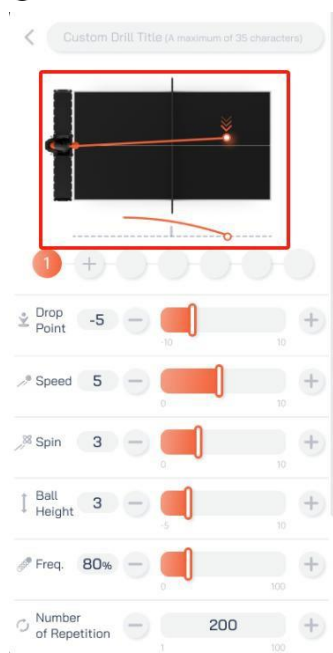 Custom Drill Title (A maximum of 35 characters)
1
Drop
Point
-5
-10
10
Speed
5
0
10
Spin
3
0
10
Ball
Height
3
-5
10
Freq.
80%
0
100
Number
of Repetition
200
1
100